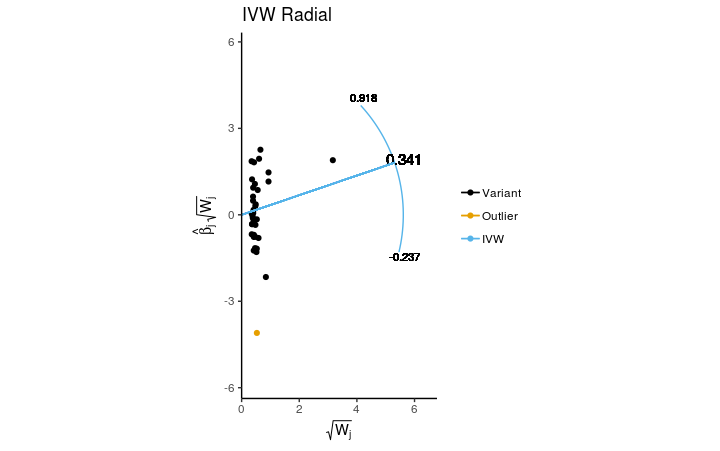 IVW Radial
6
3
0
-3
-6
0
2
4
6
β̂j√Wj
√Wj
0.918
0.341
-0.237
Variant
Outlier
IVW